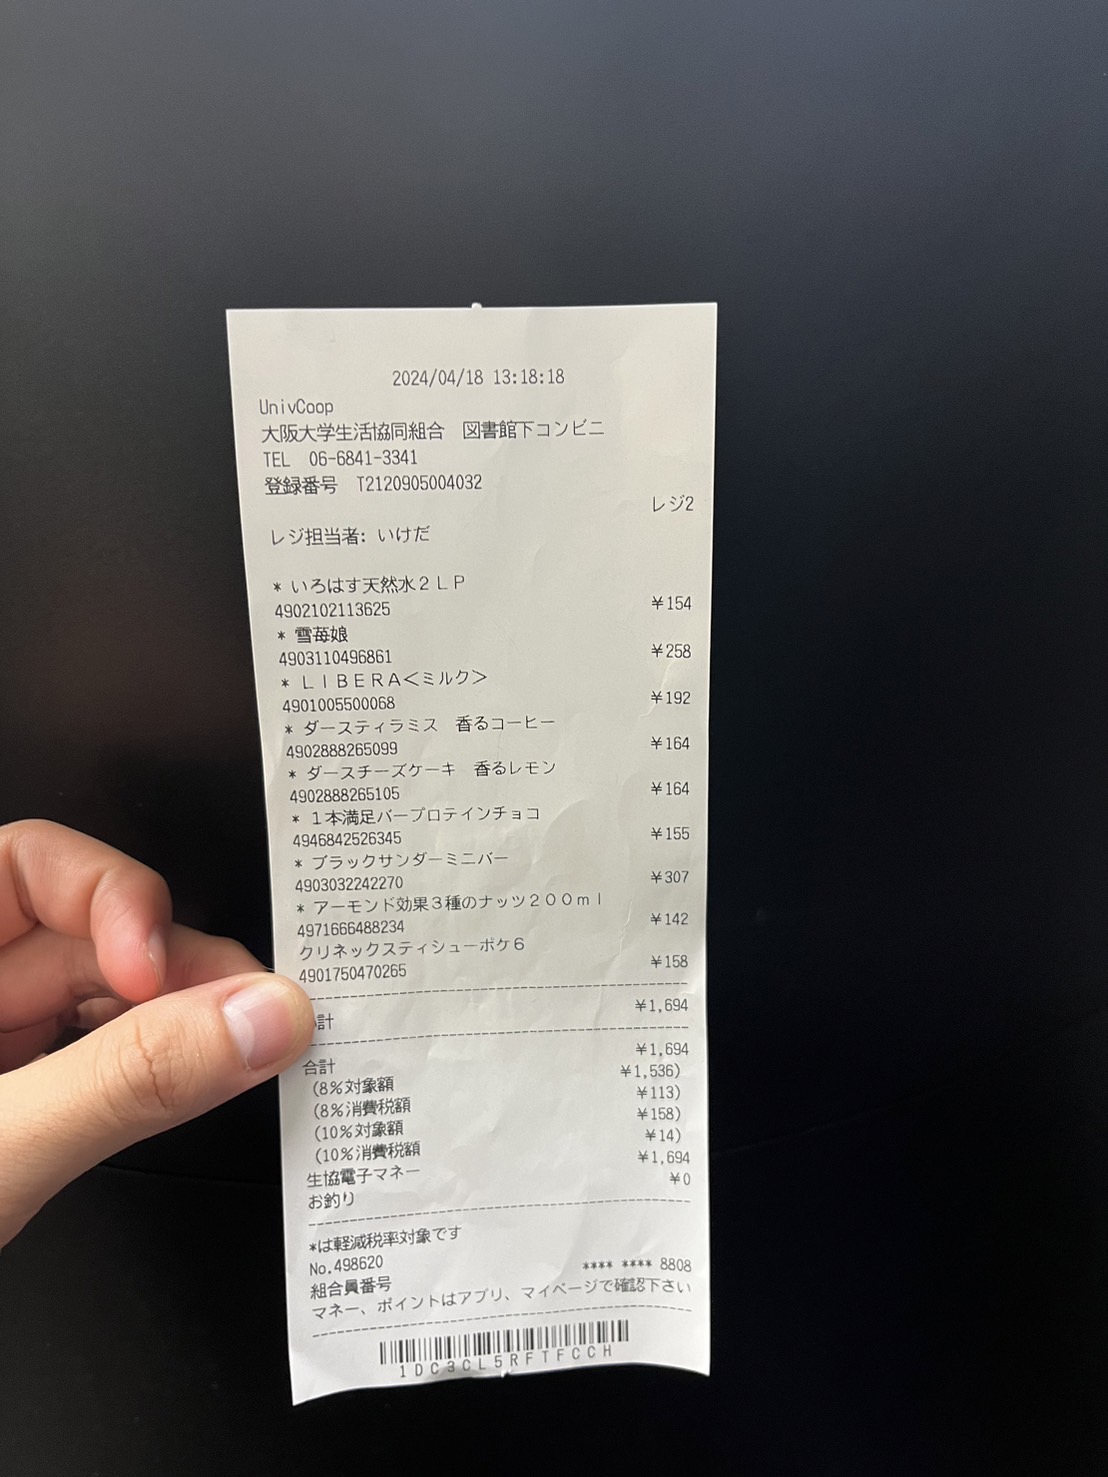 2024/04/18 13:18:18
UnivCoop
大阪大学生活協同組合　図書館下コンビニ
TEL　06-6841-3341
登録番号　T2120905004032
レジ2
レジ担当者: いけだ
* いろはす天然水２ＬＰ
4902102113625 ¥154
* 雪苺娘
4903110496861 ¥258
* ＬＩＢＥＲＡ＜ミルク＞
4901005500068 ¥192
* ダースティラミス　香るコーヒー
4902888265099 ¥164
* ダースチーズケーキ　香るレモン
4902888265105 ¥164
* １本満足バープロテインチョコ
4946842526345 ¥155
* ブラックサンダーミニバー
4903032242270 ¥307
* アーモンド効果３種のナッツ２００ｍｌ
4971666488234 ¥142
クリネックスティシューポケ６
4901750470265 ¥158
計 ¥1,694
合計 ¥1,694
(8%対象額 ¥1,536)
(8%消費税額 ¥113)
(10%対象額 ¥158)
(10%消費税額 ¥14)
生協電子マネー ¥1,694
お釣り ¥0
*は軽減税率対象です
No.498620
組合員番号 **** **** 8808
マネー、ポイントはアプリ、マイページで確認下さい
1DC3CL5RFTFCCH